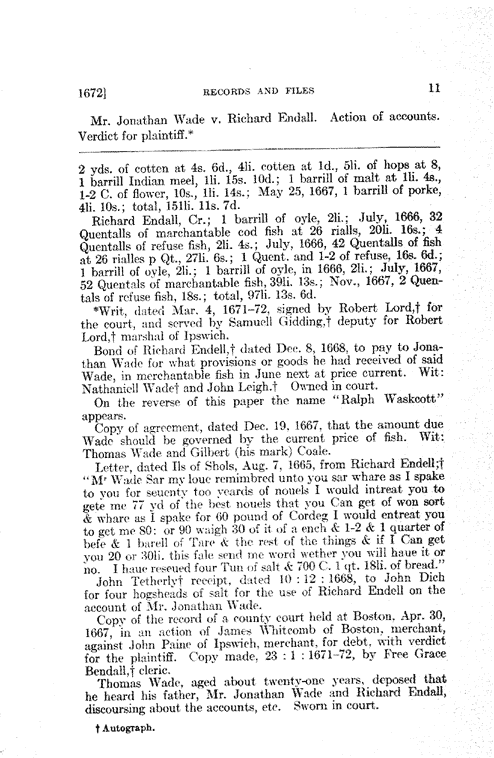 1672] RECORDS AND FILES 11
Mr. Jonathan Wade v. Richard Endall. Action of accounts.
Verdict for plaintiff.*
2 yds. of cotten at 4s. 6d., 4li. cotten at 1d., 5li. of hops at 8,
1 barrill Indian meel, 1li. 15s. 10d.; 1 barrill of malt at 1li. 4s.,
1-2 C. of flower, 10s., 1li. 14s.; May 25, 1667, 1 barrill of porke,
4li. 10s.; total, 151li. 11s. 7d.
Richard Endall, Cr.; 1 barrill of oyle, 2li.; July, 1666, 32
Quentalls of marchantable cod fish at 26 rialls, 20li. 16s.; 4
Quentalls of refuse fish, 2li. 4s.; July, 1666, 42 Quentalls of fish
at 26 rialles p Qt., 27li. 6s.; 1 Quent. and 1-2 of refuse, 16s. 6d.;
1 barrill of oyle, 2li.; 1 barrill of oyle, in 1666, 2li.; July, 1667,
52 Quentalls of marchantable fish, 39li. 13s.; Nov., 1667, 2 Quen-
tals of refuse fish, 18s.; total, 97li. 13s. 6d.
*Writ, dated Mar. 4, 1671-72, signed by Robert Lord,† for
the court, and served by Samuell Gidding,† deputy for Robert
Lord,† marshal of Ipswich.
Bond of Richard Endell,† dated Dec. 8, 1668, to pay to Jona-
than Wade for what provisions or goods he had received of said
Wade, in merchantable fish in June next at price current. Wit:
Nathaniell Wade† and John Leigh.† Owned in court.
On the reverse of this paper the name "Ralph Waskcott"
appears.
Copy of agreement, dated Dec. 19, 1667, that the amount due
Wade should be governed by the current price of fish. Wit:
Thomas Wade and Gilbert (his mark) Coale.
Letter, dated Ils of Shols, Aug. 7, 1665, from Richard Endell;†
"Mr Wade Sar my loue remimbred unto you sar whare as I spake
to you for seuenty too yeards of nouels I would intreat you to
gete me 77 yd of the best nouels that you Can get of won sort
& whare as I spake for 60 pound of Cordeg I would entreat you
to get me 80: or 90 waigh 30 of it of a ench & 1-2 & 1 quarter of
befe & 1 barell of Tare & the rest of the things & if I Can get
you 20 or 30li. this fale send me word wether you will haue it or
no. I haue reseued four Tun of salt & 700 C. 1 qt. 18li. of bread."
John Tetherly† receipt, dated 10 : 12 : 1668, to John Dich
for four hogsheads of salt for the use of Richard Endell on the
account of Mr. Jonathan Wade.
Copy of the record of a county court held at Boston, Apr. 30,
1667, in an action of James Whitcomb of Boston, merchant,
against John Paine of Ipswich, merchant, for debt, with verdict
for the plaintiff. Copy made, 23 : 1 : 1671-72, by Free Grace
Bendall,† cleric.
Thomas Wade, aged about twenty-one years, deposed that
he heard his father, Mr. Jonathan Wade and Richard Endall,
discoursing about the accounts, etc. Sworn in court.
† Autograph.